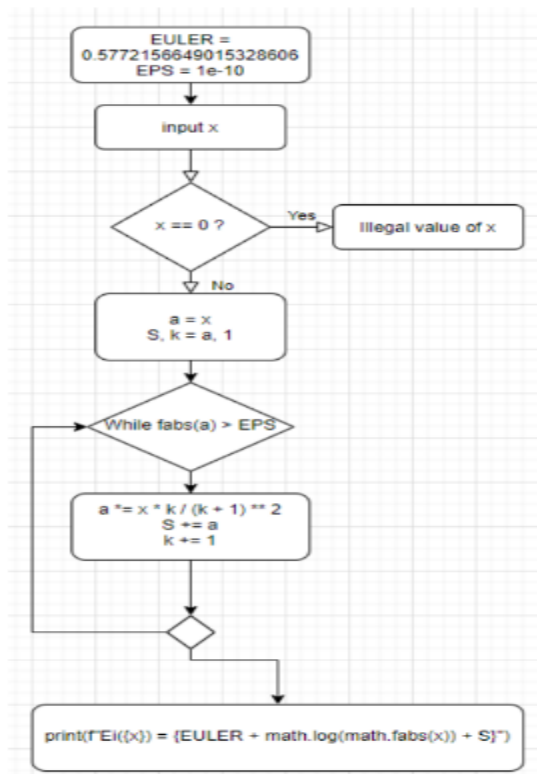 EULER =
0.5772156649015328606
EPS = 1e-10
input x
x == 0 ?
Yes
Illegal value of x
No
a = x
S, k = a, 1
While fabs(a) > EPS
a *= x * k / (k + 1) ** 2
S += a
k += 1
print(f"Ei({x}) = {EULER + math.log(math.fabs(x)) + S}")